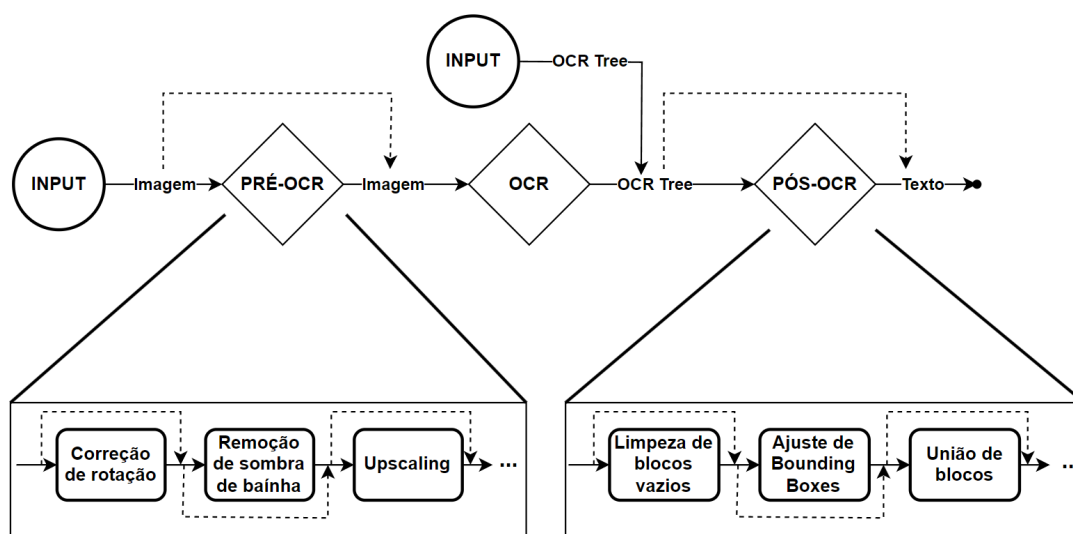 INPUT
OCR Tree
INPUT
Imagem
PRÉ-OCR
Imagem
OCR
OCR Tree
PÓS-OCR
Texto
Correção
de rotação
Remoção
de sombra
de baínha
Upscaling
...
Limpeza de
blocos
vazios
Ajuste de
Bounding
Boxes
União de
blocos
...